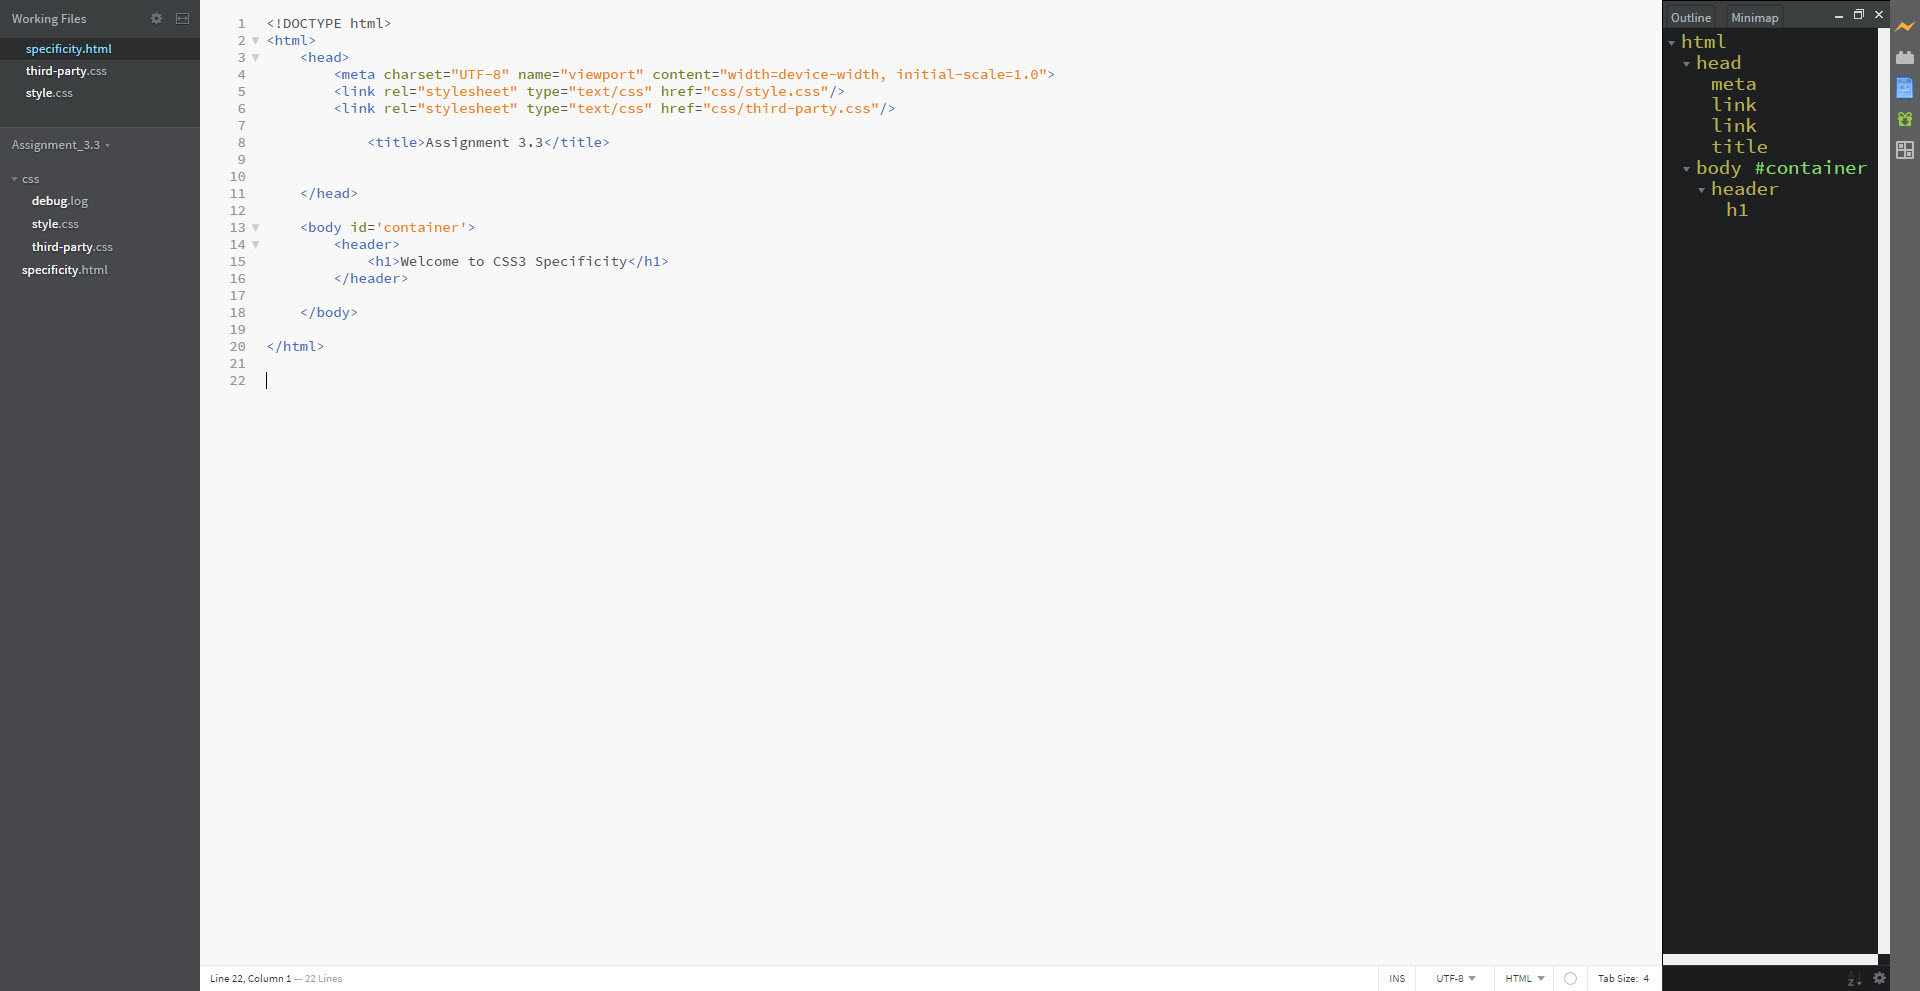 Working Files
specificity.html
third-party.css
style.css
Assignment_3.3
css
debug.log
style.css
third-party.css
specificity.html
1 <!DOCTYPE html>
2 <html>
3 <head>
4 <meta charset="UTF-8" name="viewport" content="width=device-width, initial-scale=1.0">
5 <link rel="stylesheet" type="text/css" href="css/style.css"/>
6 <link rel="stylesheet" type="text/css" href="css/third-party.css"/>
7
8 <title>Assignment 3.3</title>
9
10
11 </head>
12
13 <body id='container'>
14 <header>
15 <h1>Welcome to CSS3 Specificity</h1>
16 </header>
17
18 </body>
19
20 </html>
21
22
Line 22, Column 1 — 22 Lines
INS UTF-8 HTML Tab Size: 4
Outline Minimap
html
head
meta
link
link
title
body #container
header
h1